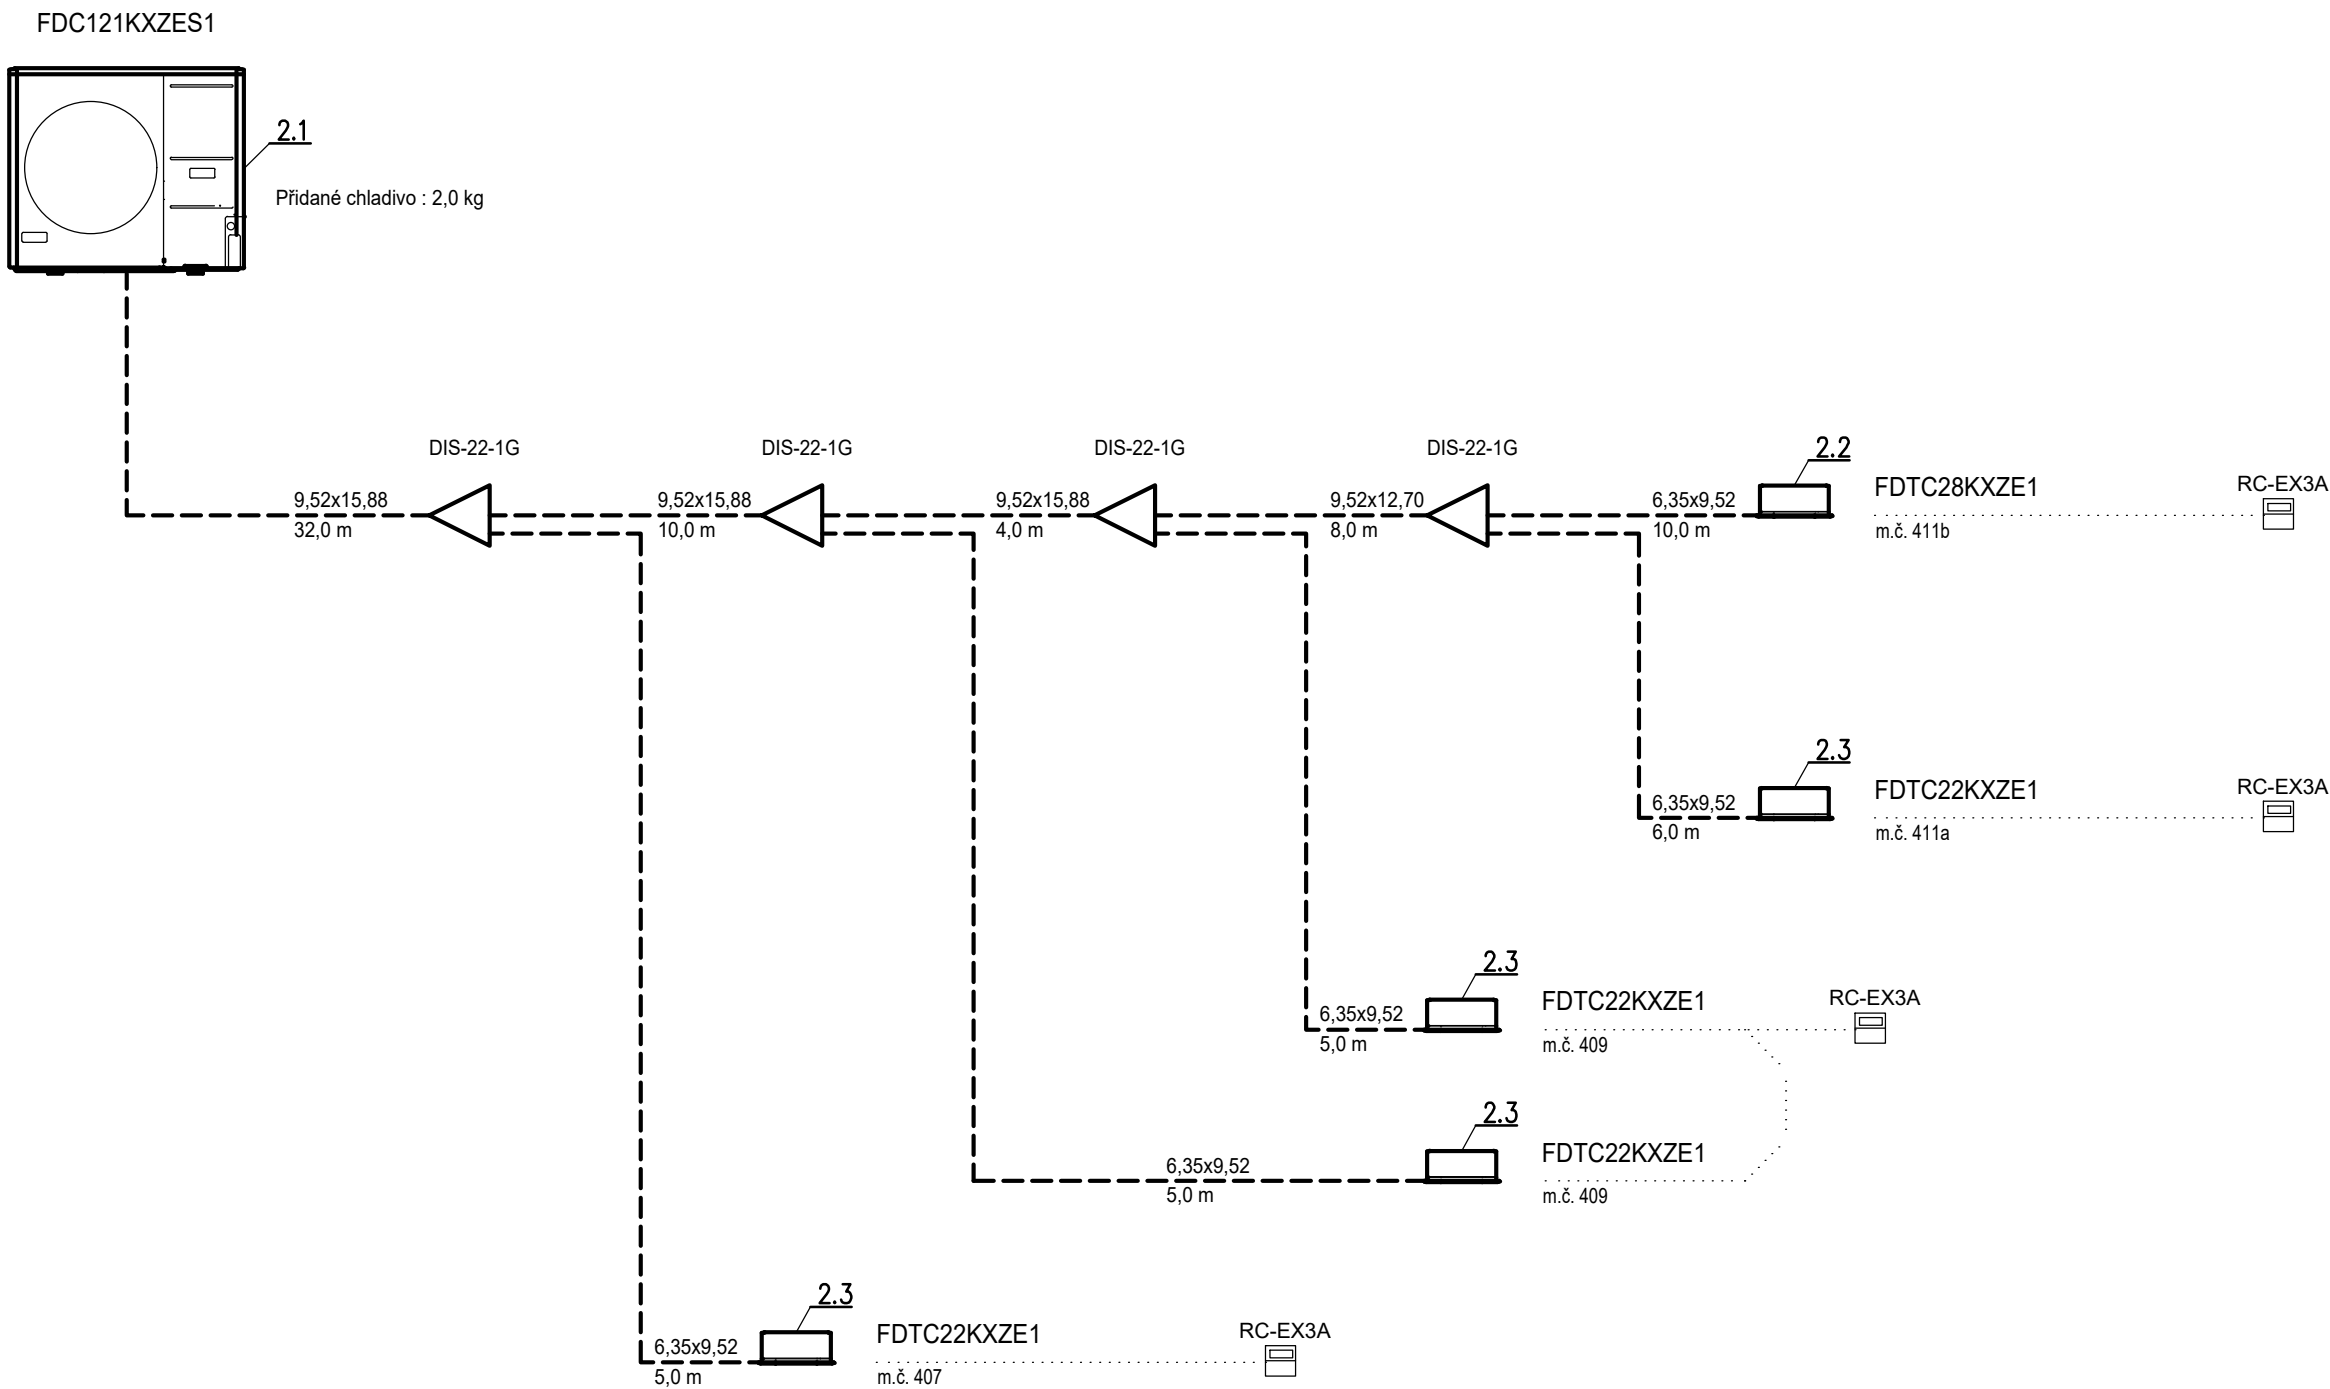 FDC121KXZES1
2.1
Přidané chladivo : 2,0 kg
DIS-22-1G
DIS-22-1G
DIS-22-1G
DIS-22-1G
2.2
9,52x15,88
32,0 m
9,52x15,88
10,0 m
9,52x15,88
4,0 m
9,52x12,70
8,0 m
6,35x9,52
10,0 m
FDTC28KXZE1
m.č. 411b
RC-EX3A
2.3
6,35x9,52
6,0 m
FDTC22KXZE1
m.č. 411a
RC-EX3A
2.3
6,35x9,52
5,0 m
FDTC22KXZE1
m.č. 409
RC-EX3A
2.3
6,35x9,52
5,0 m
FDTC22KXZE1
m.č. 409
2.3
6,35x9,52
5,0 m
FDTC22KXZE1
m.č. 407
RC-EX3A